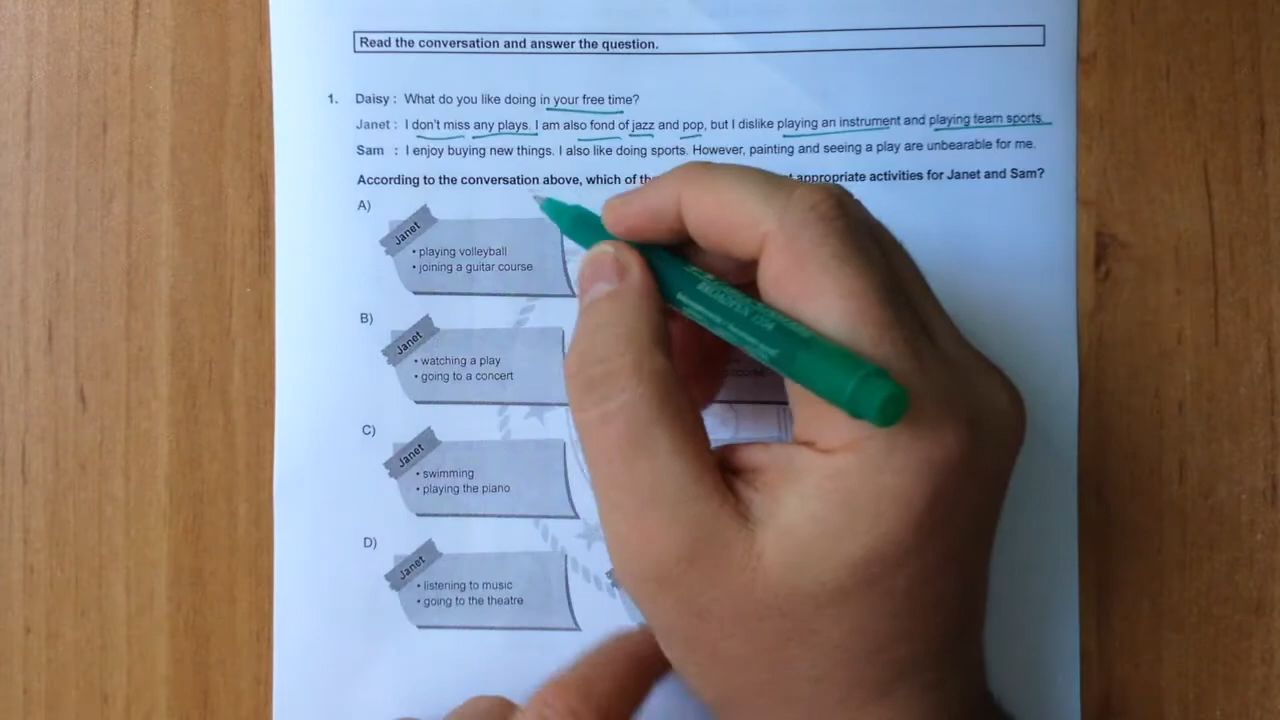 Read the conversation and answer the question.
1. Daisy : What do you like doing in your free time?
Janet : I don't miss any plays. I am also fond of jazz and pop, but I dislike playing an instrument and playing team sports.
Sam : I enjoy buying new things. I also like doing sports. However, painting and seeing a play are unbearable for me.
According to the conversation above, which of appropriate activities for Janet and Sam?
A)
Janet
• playing volleyball
• joining a guitar course
B)
Janet
• watching a play
• going to a concert
C)
Janet
• swimming
• playing the piano
D)
Janet
• listening to music
• going to the theatre